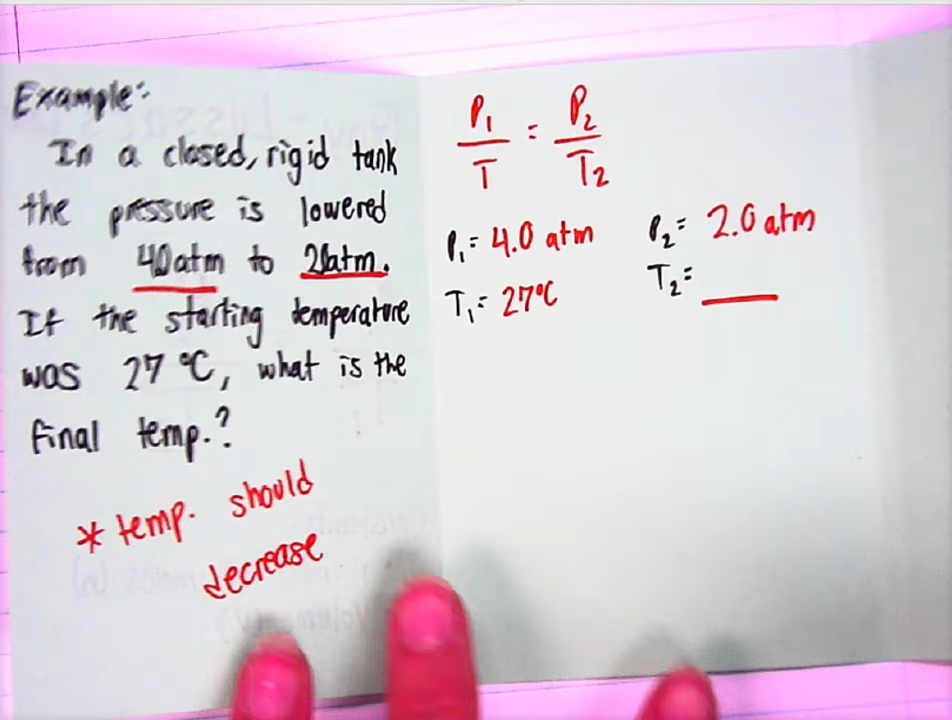 Example:
In a closed, rigid tank
the pressure is lowered
from 4.0 atm to 2.0 atm.
If the starting temperature
was 27 °C, what is the
final temp.?
* temp. should
decrease
P₁/T = P₂/T₂
P₁ = 4.0 atm P₂ = 2.0 atm
T₁ = 27°C T₂ = ____